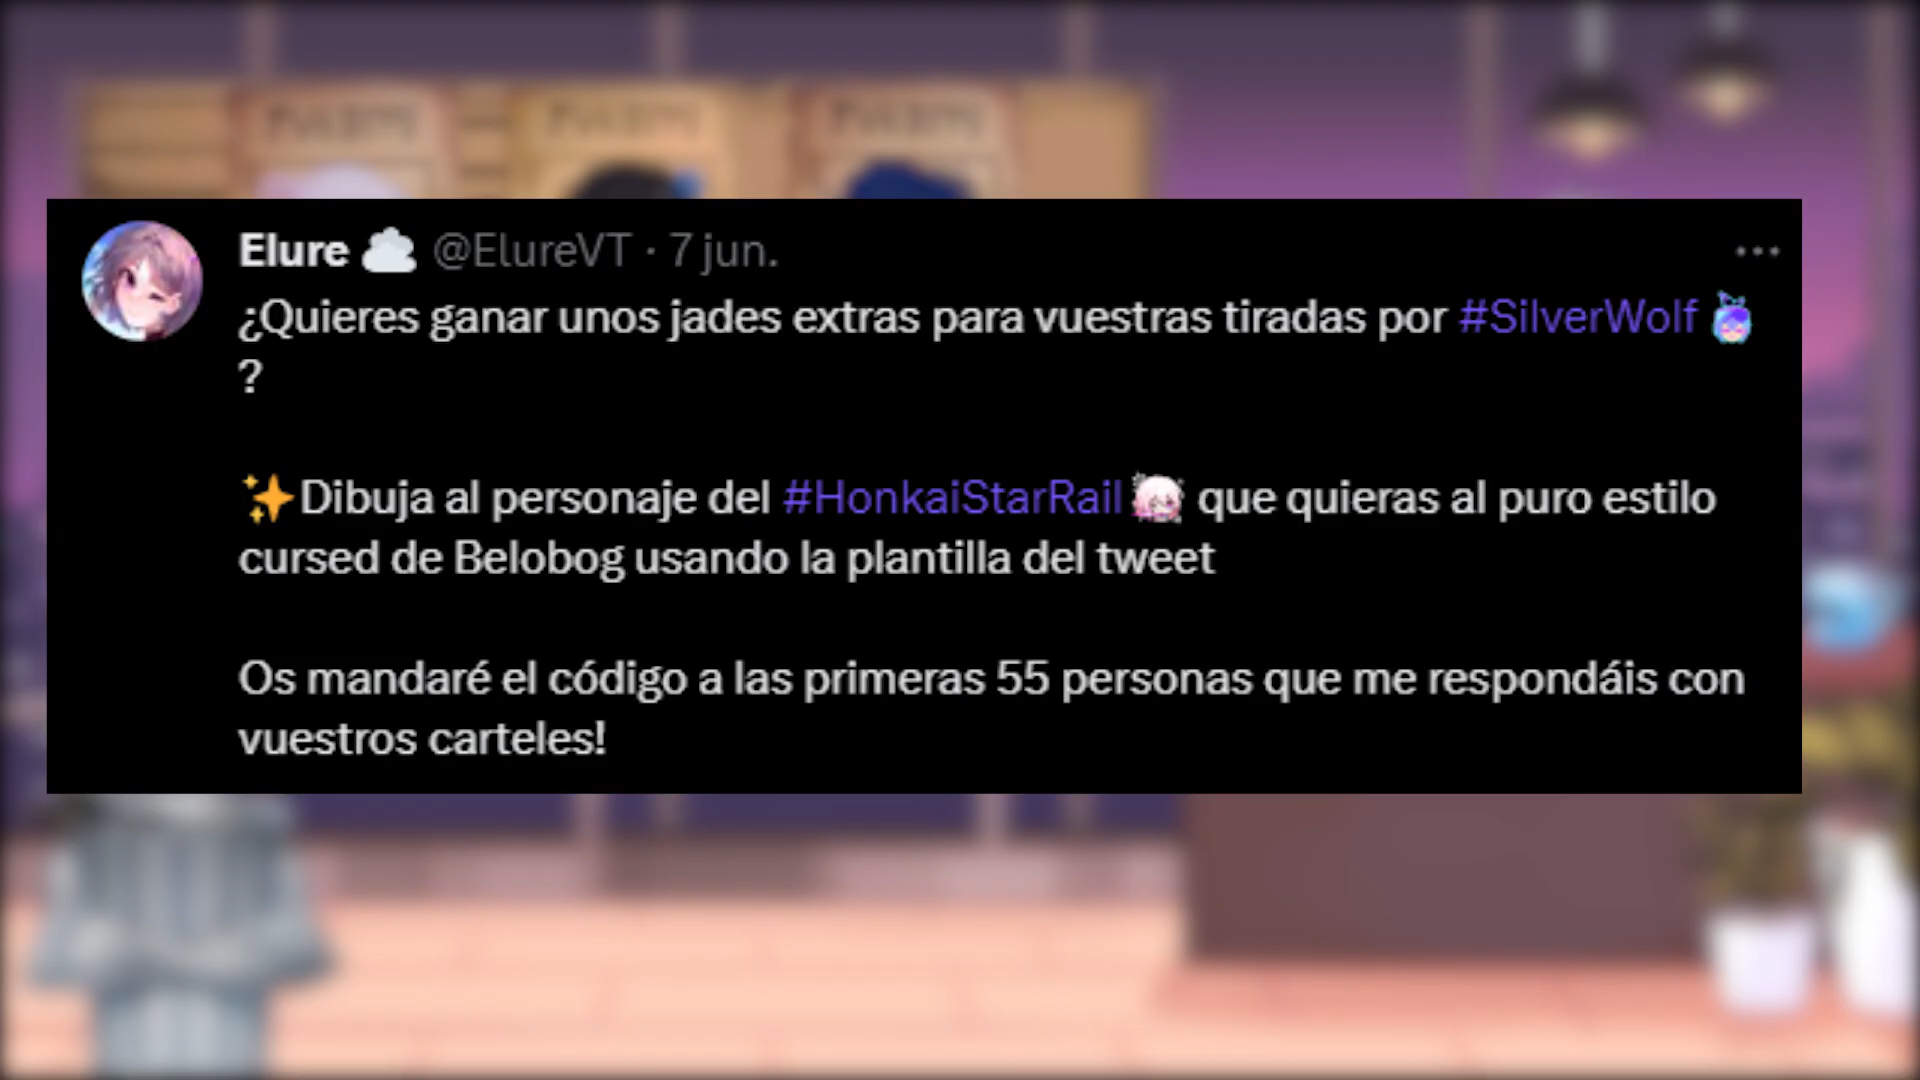 Elure ☁️ @ElureVT · 7 jun.
¿Quieres ganar unos jades extras para vuestras tiradas por #SilverWolf
?
✨Dibuja al personaje del #HonkaiStarRail que quieras al puro estilo
cursed de Belobog usando la plantilla del tweet
Os mandaré el código a las primeras 55 personas que me respondáis con
vuestros carteles!